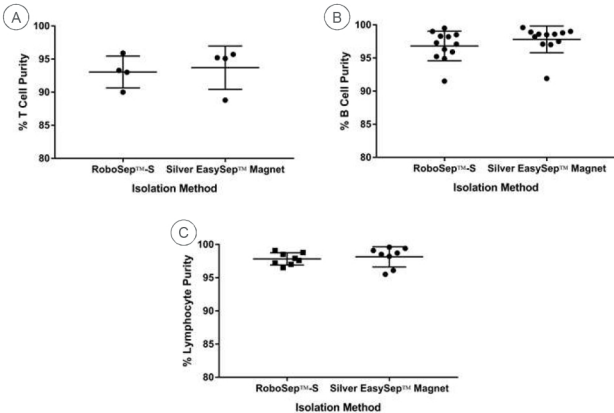 A
% T Cell Purity
100
95
90
85
80
RoboSep™-S Silver EasySep™ Magnet
Isolation Method
B
% B Cell Purity
100
95
90
85
80
RoboSep™-S Silver EasySep™ Magnet
Isolation Method
C
% Lymphocyte Purity
100
95
90
85
80
RoboSep™-S Silver EasySep™ Magnet
Isolation Method